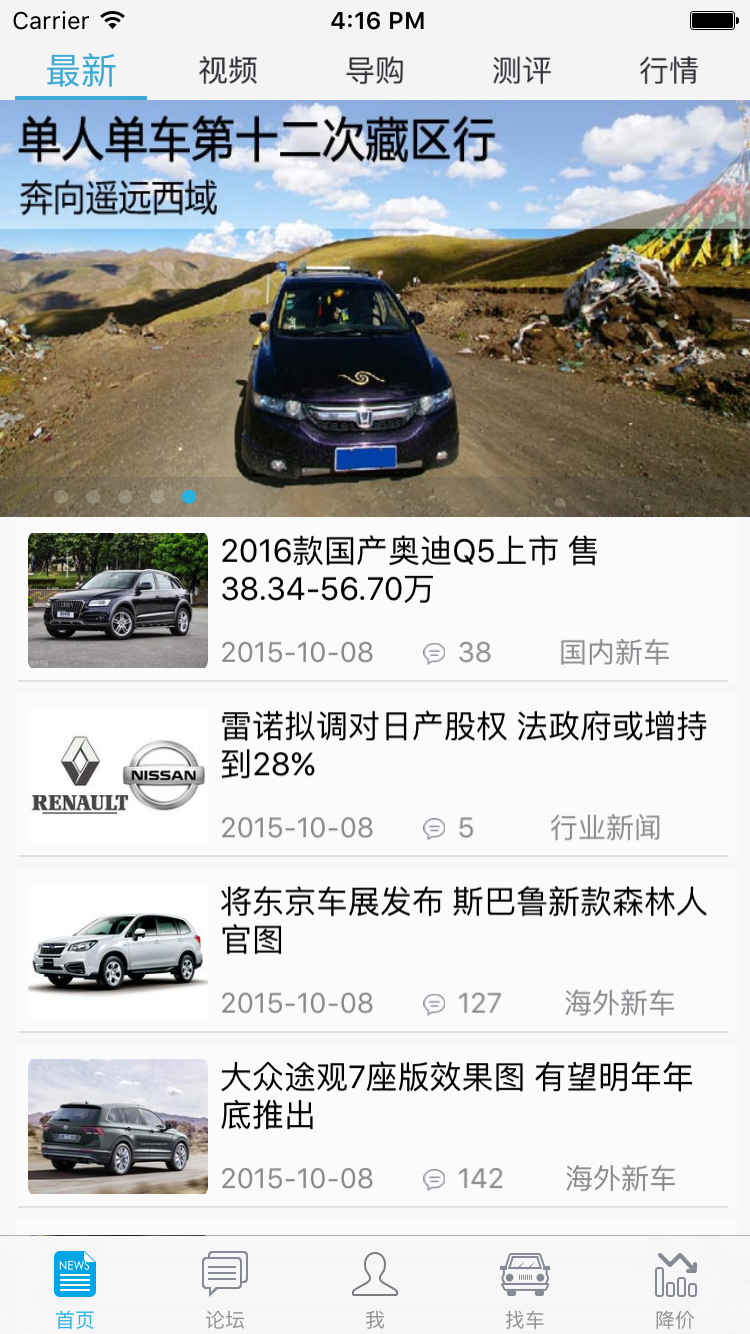 Carrier 4:16 PM
最新 视频 导购 测评 行情
单人单车第十二次藏区行
奔向遥远西域
2016款国产奥迪Q5上市 售
38.34-56.70万
2015-10-08 38 国内新车
RENAULT NISSAN
雷诺拟调对日产股权 法政府或增持
到28%
2015-10-08 5 行业新闻
将东京车展发布 斯巴鲁新款森林人
官图
2015-10-08 127 海外新车
大众途观7座版效果图 有望明年年
底推出
2015-10-08 142 海外新车
NEWS
首页 论坛 我 找车 降价